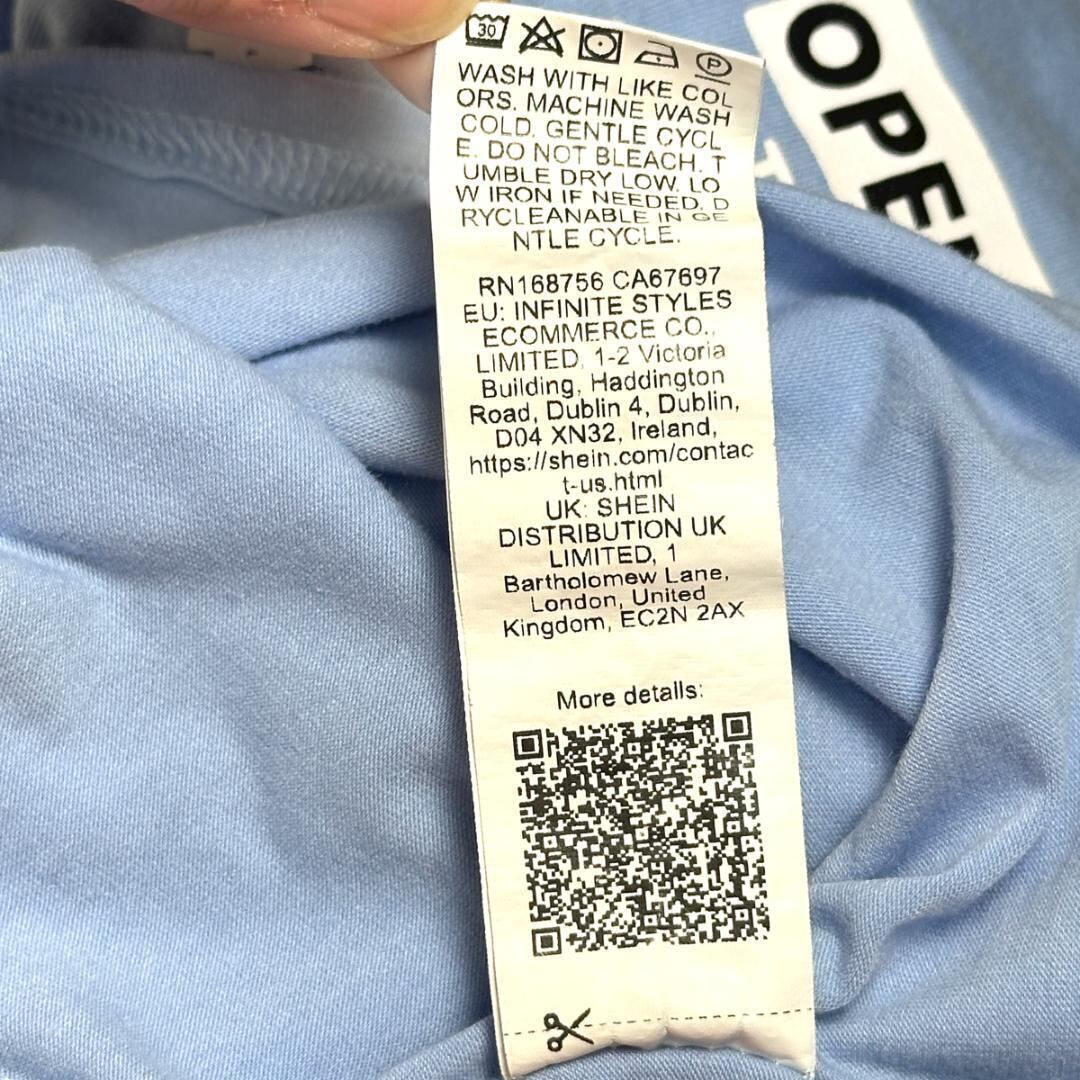 30
P
WASH WITH LIKE COL
ORS. MACHINE WASH
COLD. GENTLE CYCL
E. DO NOT BLEACH. T
UMBLE DRY LOW. LO
W IRON IF NEEDED. D
RYCLEANABLE IN GE
NTLE CYCLE.
RN168756 CA67697
EU: INFINITE STYLES
ECOMMERCE CO.,
LIMITED, 1-2 Victoria
Building, Haddington
Road, Dublin 4, Dublin,
D04 XN32, Ireland,
https://shein.com/contac
t-us.html
UK: SHEIN
DISTRIBUTION UK
LIMITED, 1
Bartholomew Lane,
London, United
Kingdom, EC2N 2AX
More details:
OPE